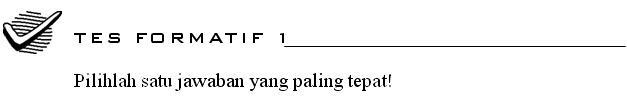 TES FORMATIF 1
Pilihlah satu jawaban yang paling tepat!